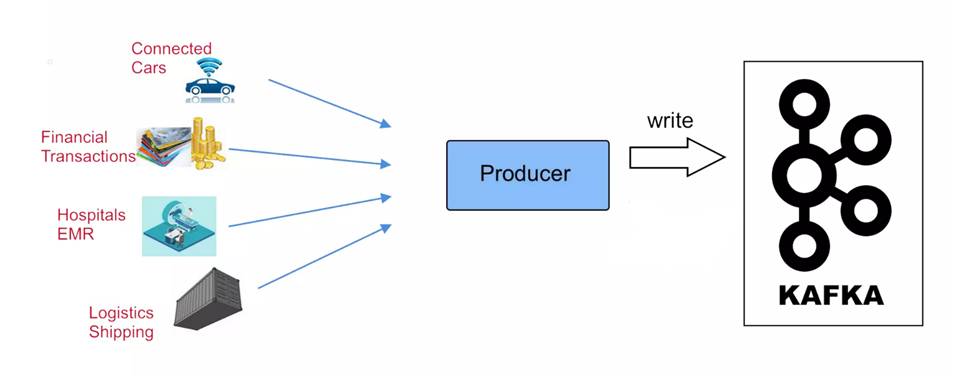 Connected
Cars
Financial
Transactions
Hospitals
EMR
Logistics
Shipping
Producer
write
KAFKA